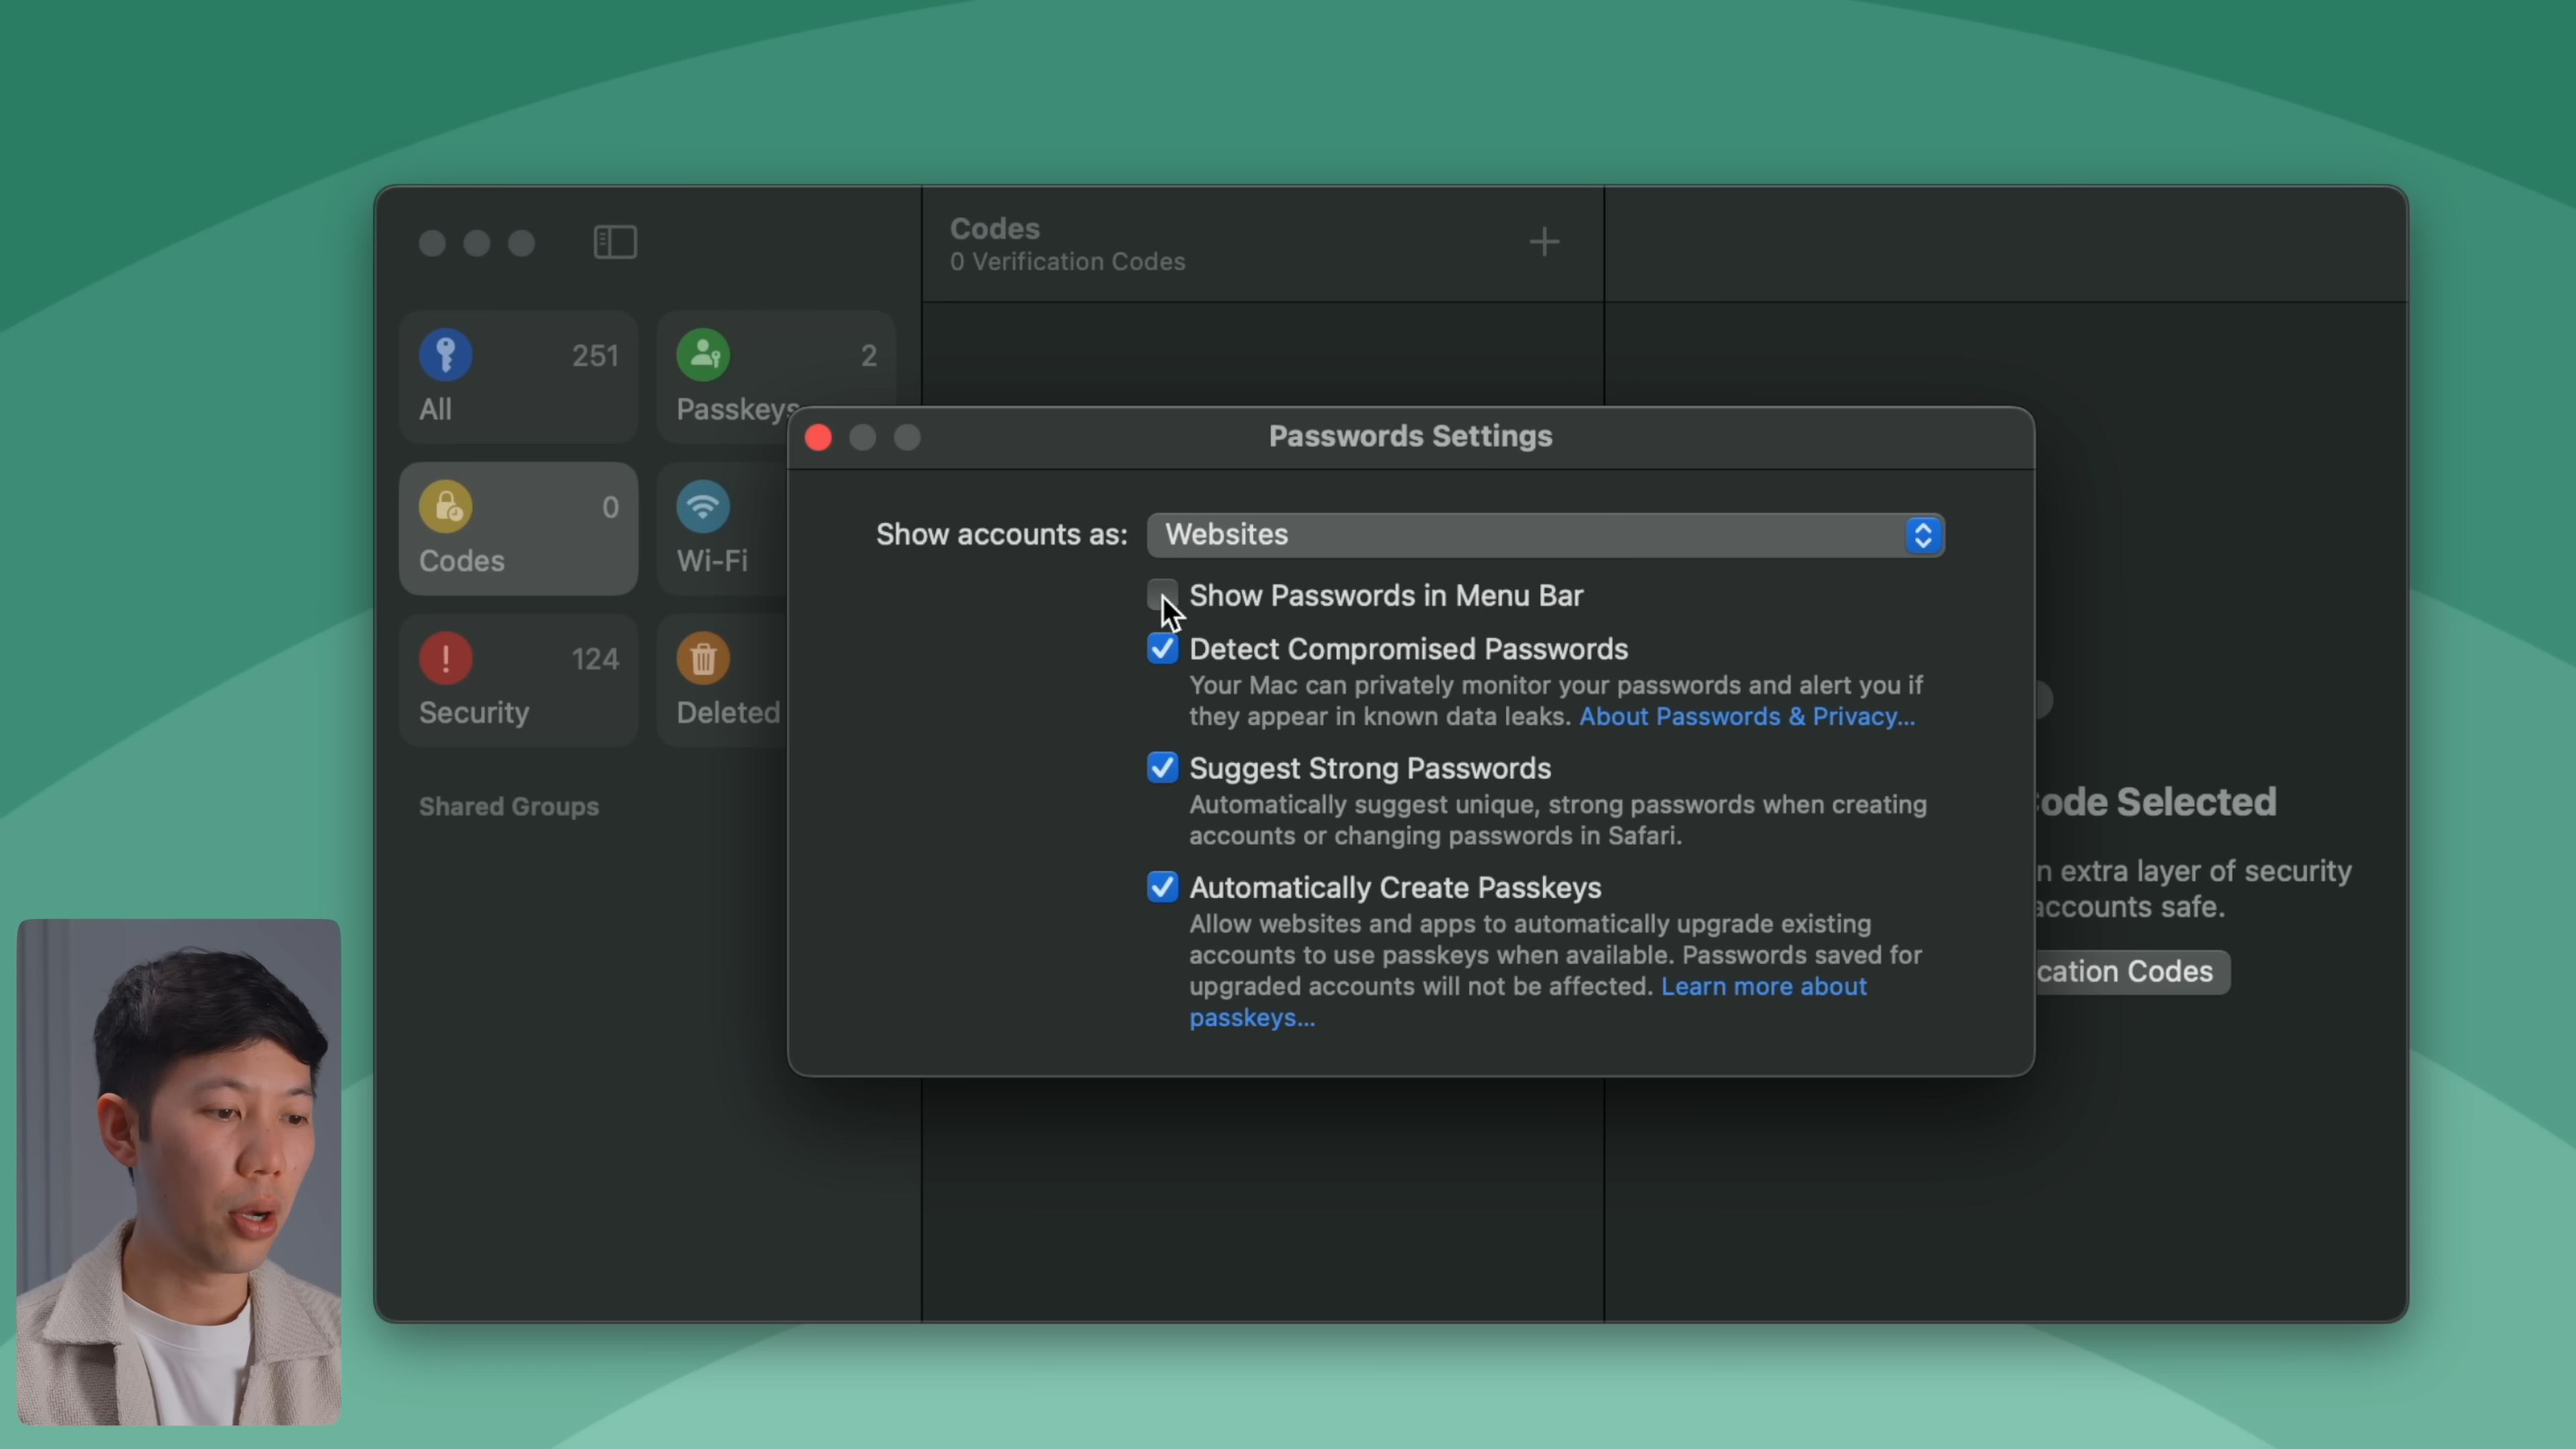 Codes
0 Verification Codes
251
All
2
Passkeys
0
Codes
Wi-Fi
124
Security
Deleted
Shared Groups
Passwords Settings
Show accounts as: Websites
Show Passwords in Menu Bar
Detect Compromised Passwords
Your Mac can privately monitor your passwords and alert you if
they appear in known data leaks. About Passwords & Privacy...
Suggest Strong Passwords
Automatically suggest unique, strong passwords when creating
accounts or changing passwords in Safari.
Automatically Create Passkeys
Allow websites and apps to automatically upgrade existing
accounts to use passkeys when available. Passwords saved for
upgraded accounts will not be affected. Learn more about
passkeys...
Selected
extra layer of security
accounts safe.
Codes